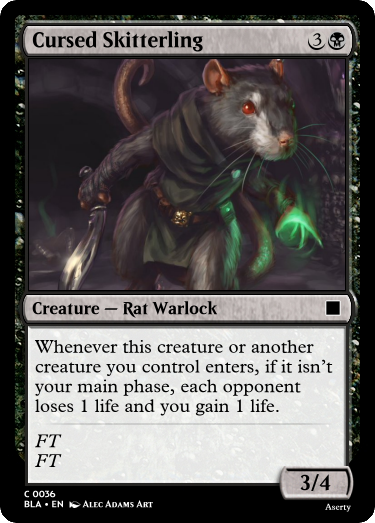 Cursed Skitterling 3
Creature — Rat Warlock
Whenever this creature or another
creature you control enters, if it isn't
your main phase, each opponent
loses 1 life and you gain 1 life.
FT
FT
3/4
C 0036
BLA • EN Alec Adams Art
Aserty